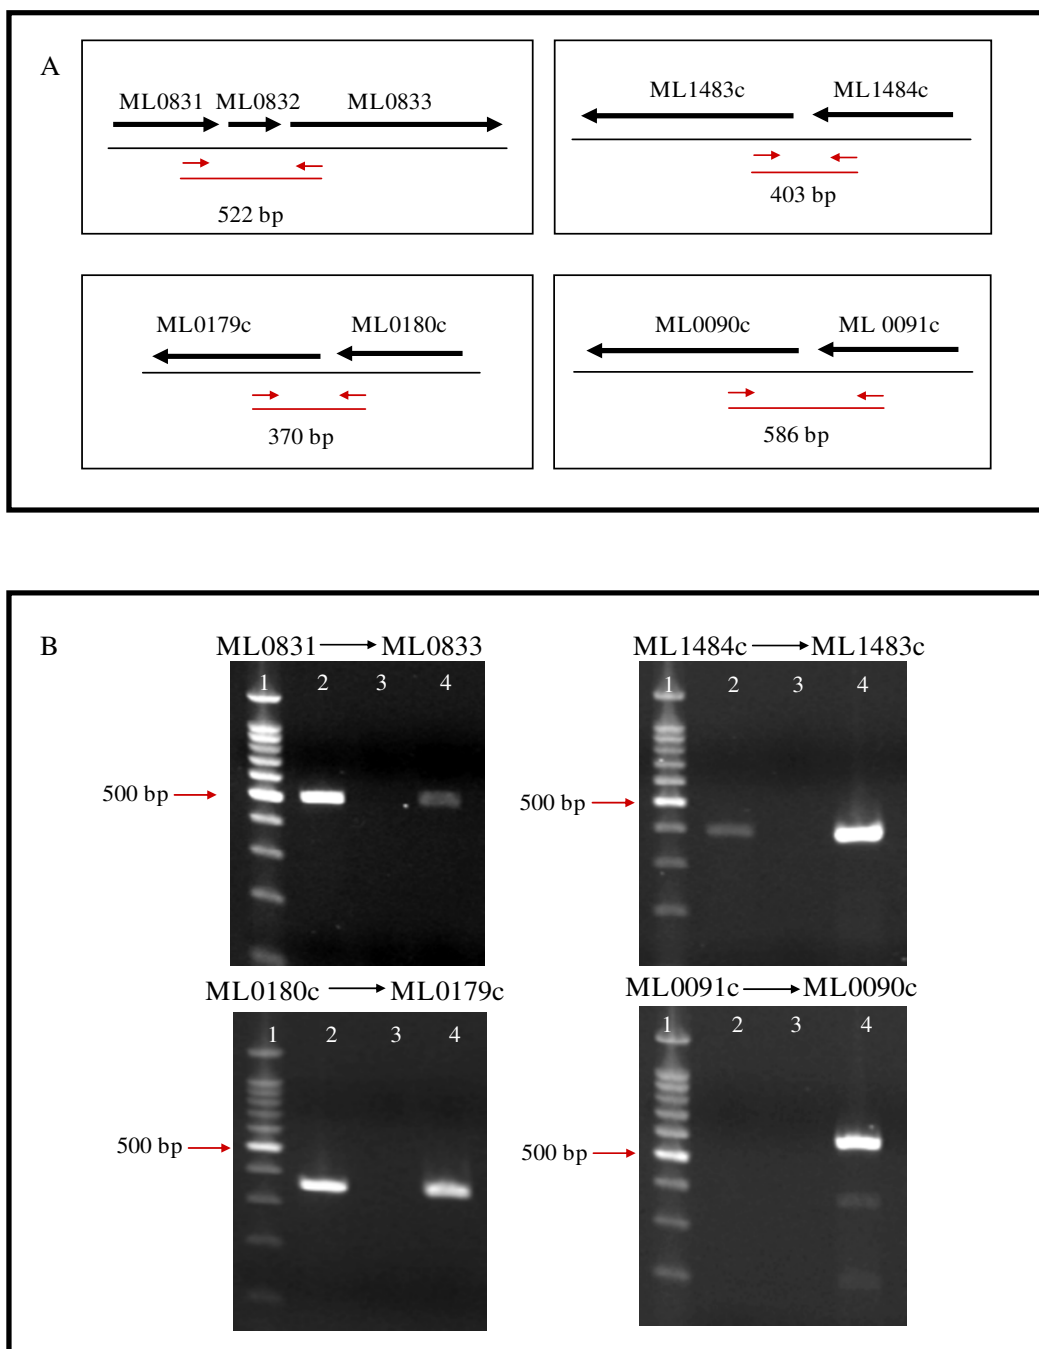 A
ML0831 ML0832 ML0833
522 bp
ML1483c ML1484c
403 bp
ML0179c ML0180c
370 bp
ML0090c ML 0091c
586 bp
B
ML0831 ML0833
1 2 3 4
500 bp
ML1484c ML1483c
1 2 3 4
500 bp
ML0180c ML0179c
1 2 3 4
500 bp
ML0091c ML0090c
1 2 3 4
500 bp